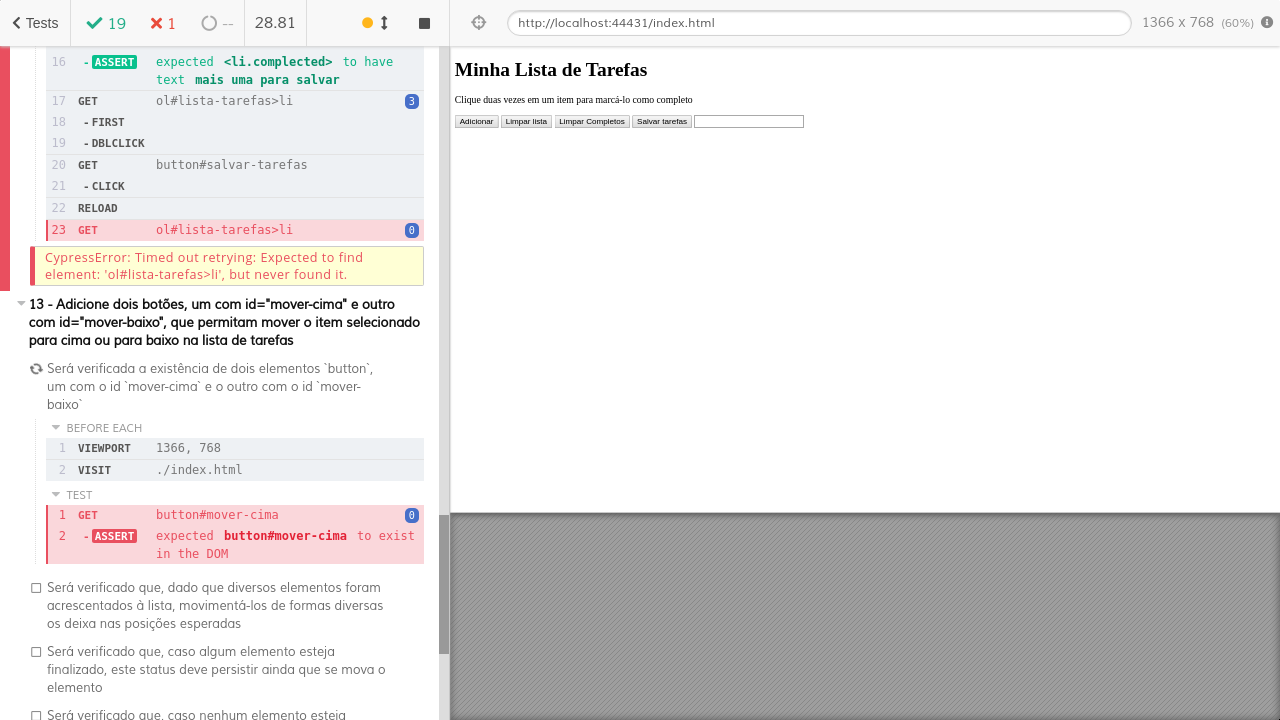 Tests 19 1 -- 28.81 http://localhost:44431/index.html 1366 x 768 (60%)
16 - ASSERT expected <li.complected> to have
text mais uma para salvar
17 GET ol#lista-tarefas>li 3
18 - FIRST
19 - DBLCLICK
20 GET button#salvar-tarefas
21 - CLICK
22 RELOAD
23 GET ol#lista-tarefas>li 0
CypressError: Timed out retrying: Expected to find
element: 'ol#lista-tarefas>li', but never found it.
13 - Adicione dois botões, um com id="mover-cima" e outro
com id="mover-baixo", que permitam mover o item selecionado
para cima ou para baixo na lista de tarefas
Será verificada a existência de dois elementos `button`,
um com o id `mover-cima` e o outro com o id `mover-
baixo`
BEFORE EACH
1 VIEWPORT 1366, 768
2 VISIT ./index.html
TEST
1 GET button#mover-cima 0
2 - ASSERT expected button#mover-cima to exist
in the DOM
Será verificado que, dado que diversos elementos foram
acrescentados à lista, movimentá-los de formas diversas
os deixa nas posições esperadas
Será verificado que, caso algum elemento esteja
finalizado, este status deve persistir ainda que se mova o
elemento
Será verificado que, caso nenhum elemento esteja
Minha Lista de Tarefas
Clique duas vezes em um item para marcá-lo como completo
Adicionar Limpar lista Limpar Completos Salvar tarefas